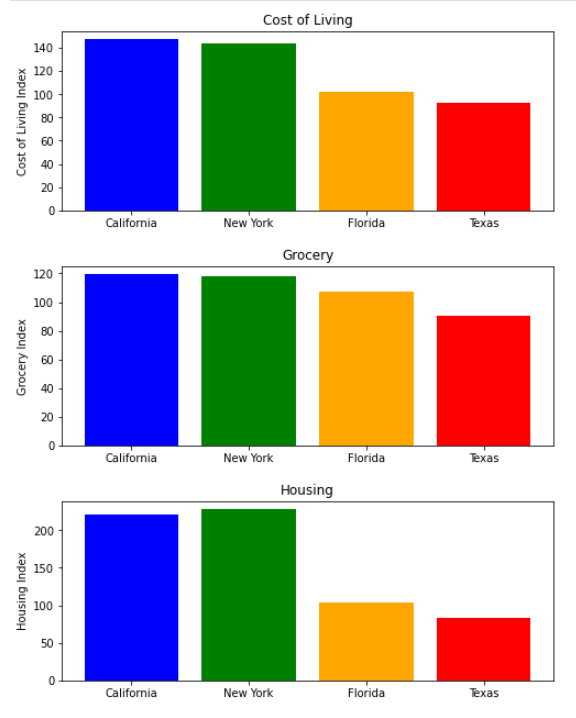 Cost of Living
Cost of Living Index
140
120
100
80
60
40
20
0
California New York Florida Texas
Grocery
Grocery Index
120
100
80
60
40
20
0
California New York Florida Texas
Housing
Housing Index
200
150
100
50
0
California New York Florida Texas